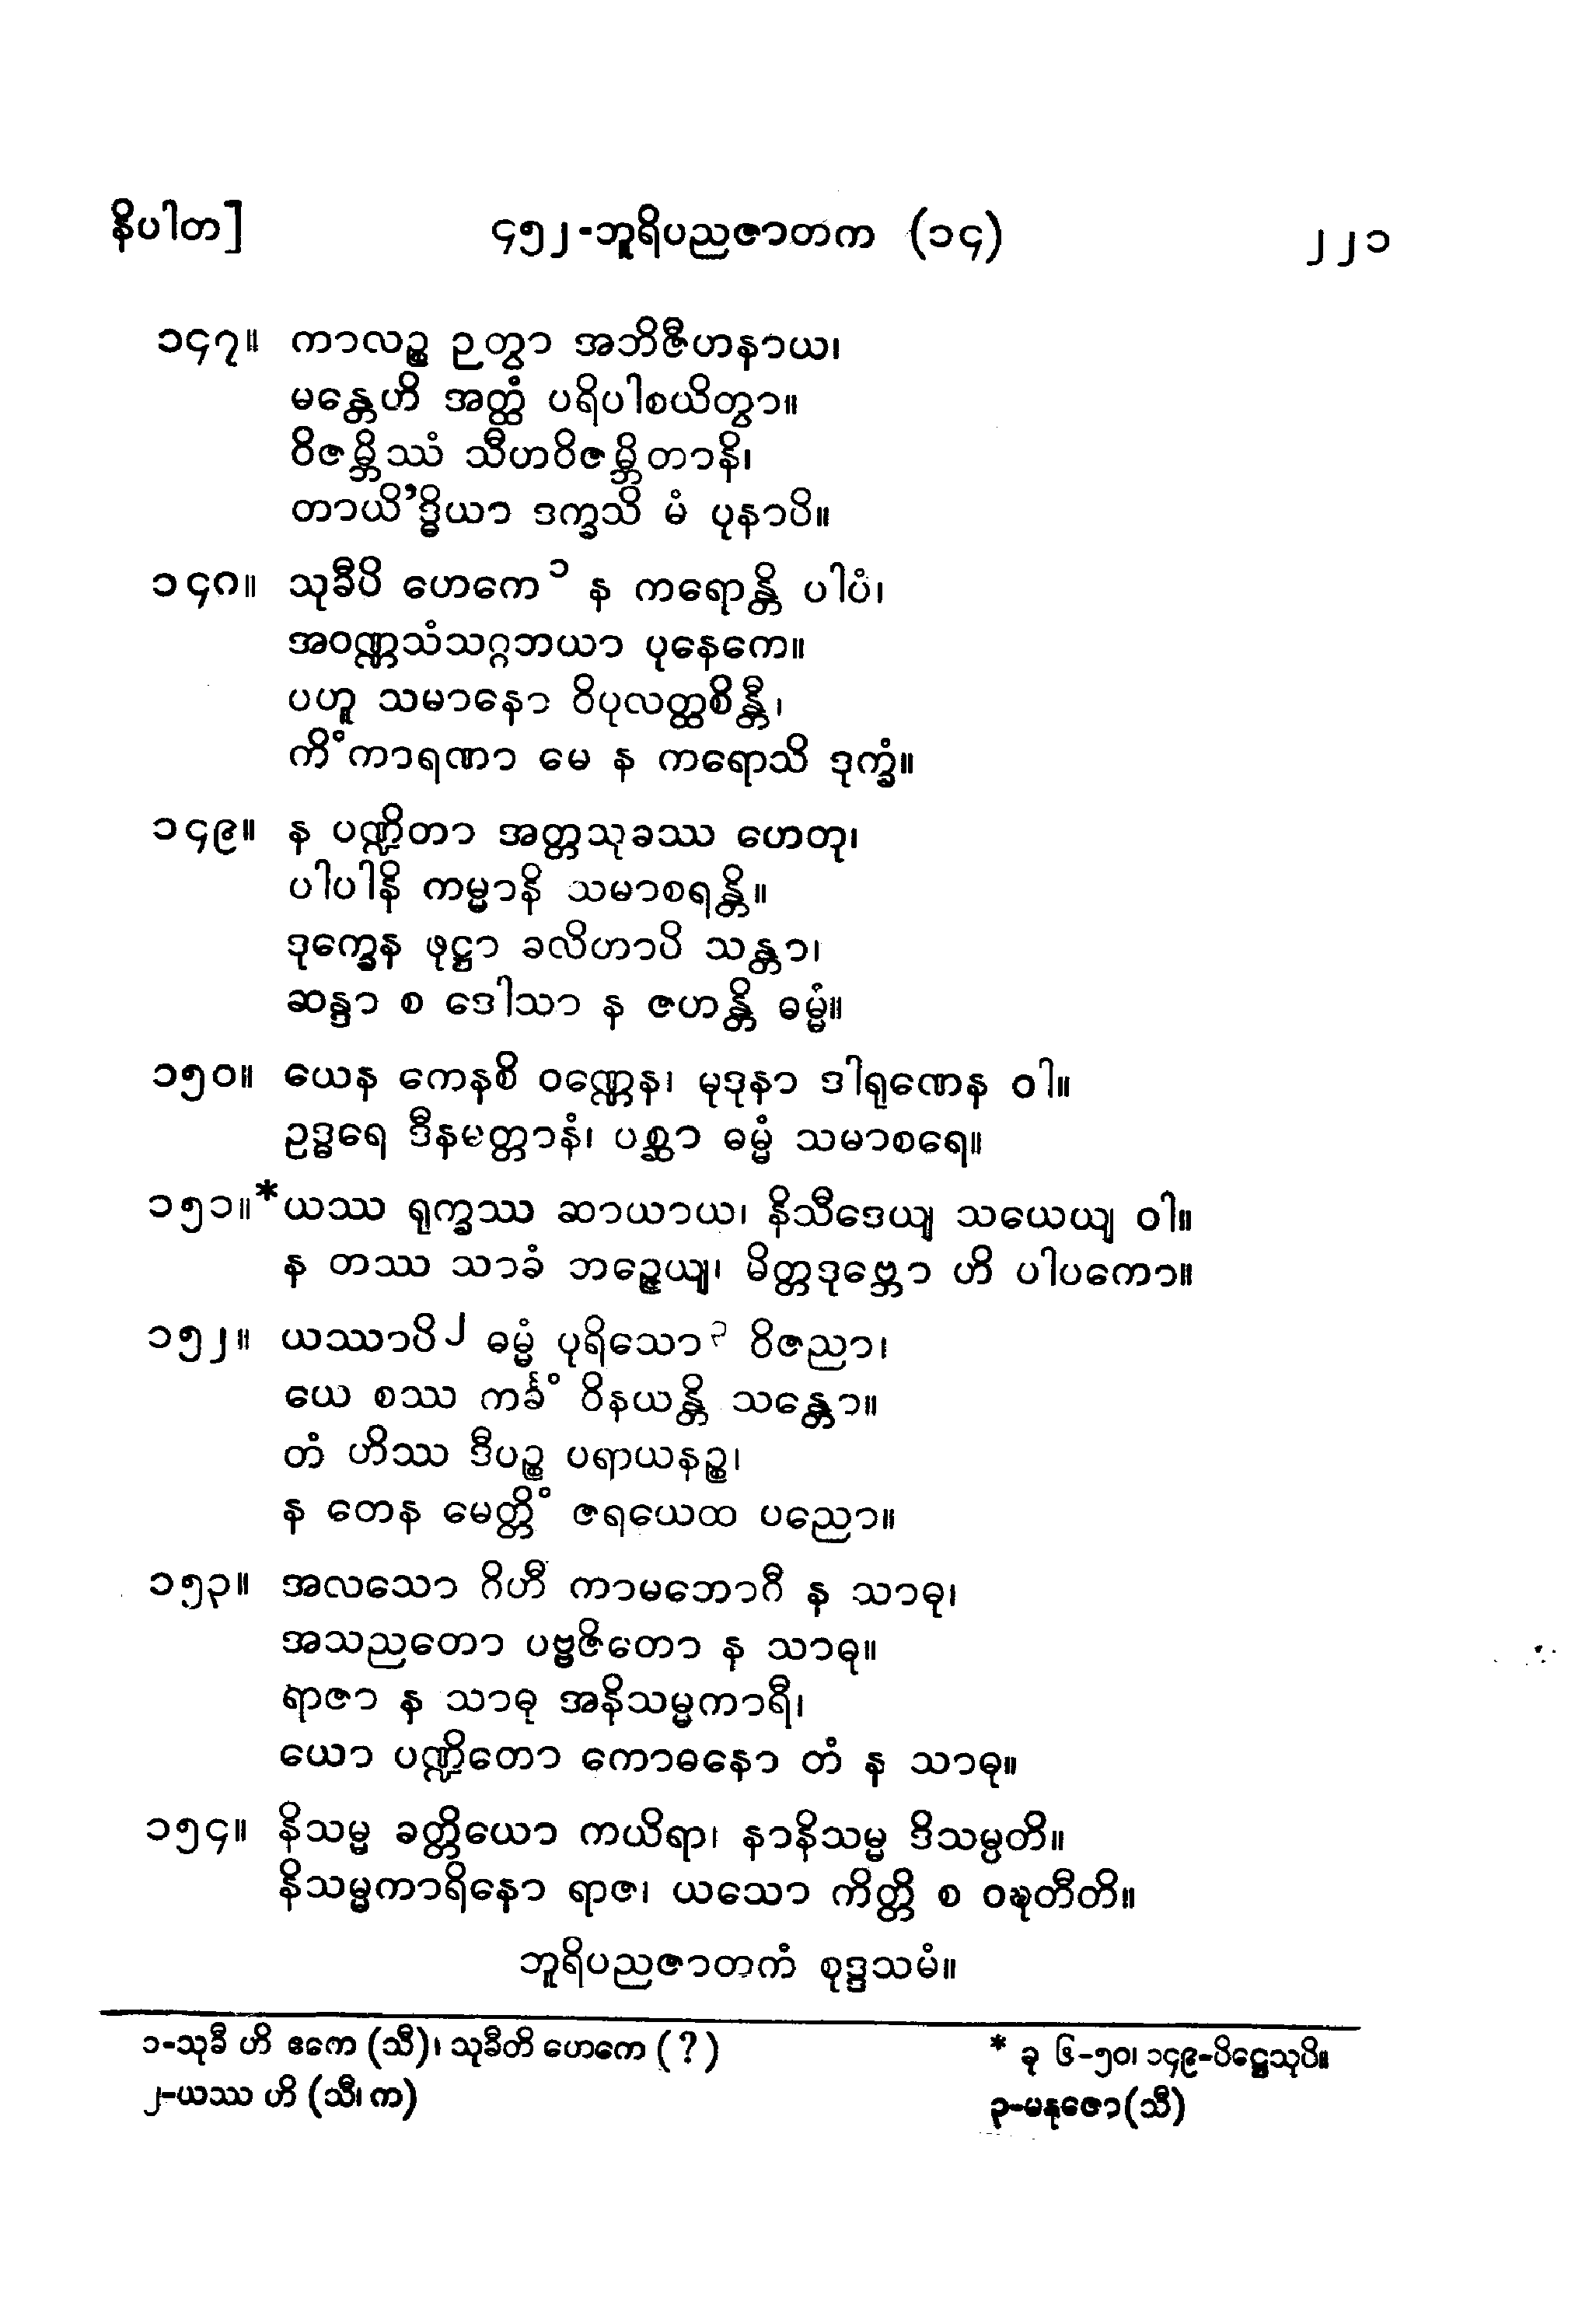 နိပါတ]	၄၅၂-ဘူရိပညဇာတက (၁၄)	၂၂၁
၁၄၇။ ကာလဉ္စ ဉတွာ အဘိဇီဟနာယ၊
မန္တေဟိ အတ္ထံ ပရိပါစယိတွာ။
ဝိဇမ္ဘိဿံ သီဟဝိဇမ္ဘိတာနိ၊
တာယိ’ဒ္ဓိယာ ဒက္ခသိ မံ ပုနာပိ။
၁၄၈။ သုခီပိ ဟေကေ၁ န ကရောန္တိ ပါပံ၊
အဝဏ္ဏသံသဂ္ဂဘယာ ပုနေကေ။
ပဟူ သမာနော ဝိပုလတ္ထစိန္တီ၊
ကိံကာရဏာ မေ န ကရောသိ ဒုက္ခံ။
၁၄၉။ န ပဏ္ဍိတာ အတ္တသုခဿ ဟေတု၊
ပါပါနိ ကမ္မာနိ သမာစရန္တိ။
ဒုက္ခေန ဖုဋ္ဌာ ခလိဟာပိ သန္တာ၊
ဆန္ဒာ စ ဒေါသာ န ဇဟန္တိ ဓမ္မံ။
၁၅၀။ ယေန ကေနစိ ဝဏ္ဏေန၊ မုဒုနာ ဒါရုဏေန ဝါ။
ဥဒ္ဓရေ ဒီနမတ္တာနံ၊ ပစ္ဆာ ဓမ္မံ သမာစရေ။
၁၅၁။*ယဿ ရုက္ခဿ ဆာယာယ၊ နိသီဒေယျ သယေယျ ဝါ။
န တဿ သာခံ ဘဉ္ဇေယျ၊ မိတ္တဒုဗ္ဘော ဟိ ပါပကော။
၁၅၂။ ယဿာပိ၂ ဓမ္မံ ပုရိသော၃ ဝိဇညာ၊
ယေ စဿ ကင်္ခံ ဝိနယန္တိ သန္တော။
တံ ဟိဿ ဒီပဉ္စ ပရာယနဉ္စ၊
န တေန မေတ္တိံ ဇရယေထ ပညော။
၁၅၃။ အလသော ဂိဟီ ကာမဘောဂီ န သာဓု၊
အသညတော ပဗ္ဗဇိတော န သာဓု။
ရာဇာ န သာဓု အနိသမ္မကာရီ၊
ယော ပဏ္ဍိတော ကောဓနော တံ န သာဓု။
၁၅၄။ နိသမ္မ ခတ္တိယော ကယိရာ၊ နာနိသမ္မ ဒိသမ္ပတိ။
နိသမ္မကာရိနော ရာဇ၊ ယသော ကိတ္တိ စ ဝဍ္ဎတီတိ။
ဘူရိပညဇာတကံ စုဒ္ဒသမံ။
၁-သုခီ ဟိ ဧကေ (သီ)၊ သုခီတိ ဟေကေ (?)	* ခု ၆-၅၀၊ ၁၄၉-ပိဋ္ဌေသုပိ။
၂-ယဿ ဟိ (သီ၊ က)	၃-မနုဇော(သီ)